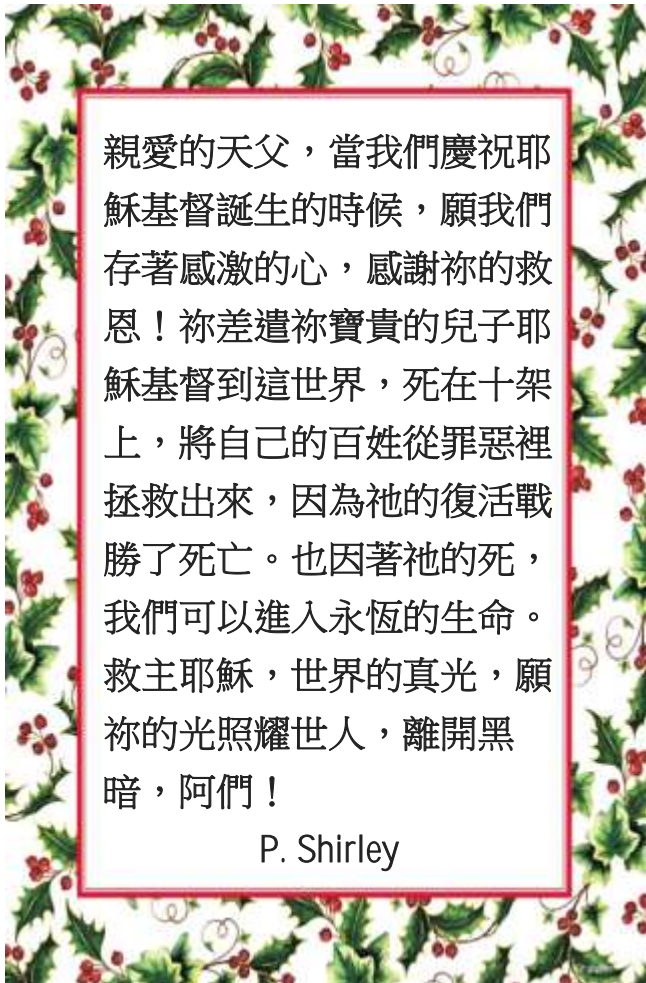 親愛的天父，當我們慶祝耶
穌基督誕生的時候，願我們
存著感激的心，感謝祢的救
恩！祢差遣祢寶貴的兒子耶
穌基督到這世界，死在十架
上，將自己的百姓從罪惡裡
拯救出來，因為祂的復活戰
勝了死亡。也因著祂的死，
我們可以進入永恆的生命。
救主耶穌，世界的真光，願
祢的光照耀世人，離開黑
暗，阿們！
P. Shirley